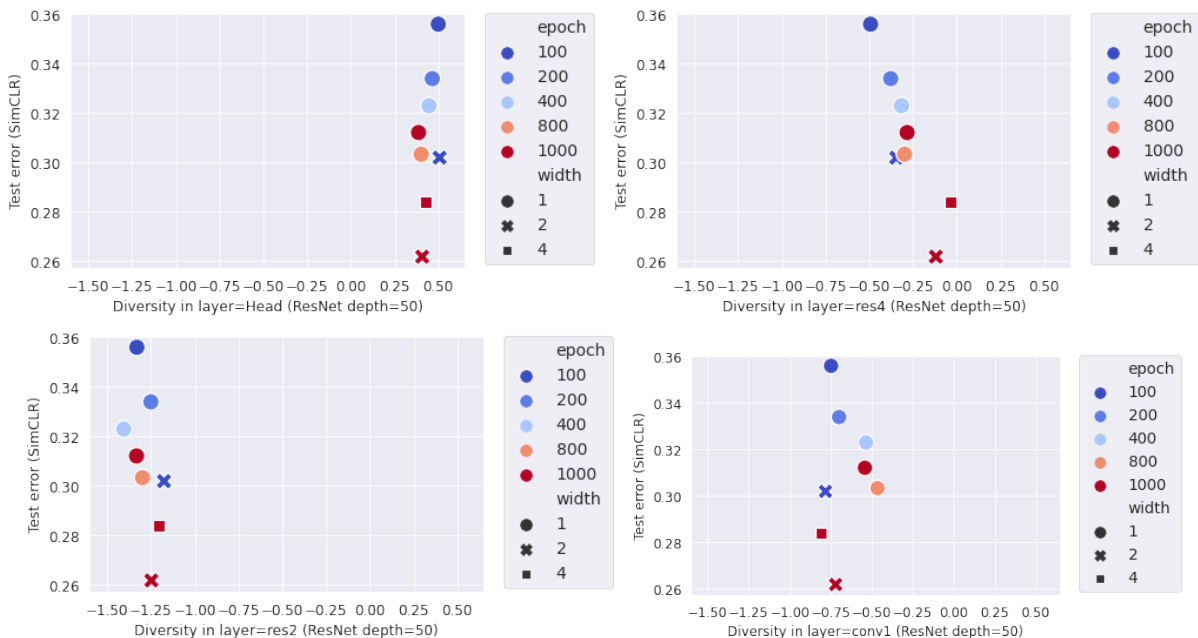 0.36
0.34
0.32
0.30
0.28
0.26
Test error (SimCLR)
−1.50 −1.25 −1.00 −0.75 −0.50 −0.25 0.00 0.25 0.50
Diversity in layer=Head (ResNet depth=50)
epoch
100
200
400
800
1000
width
1
2
4
0.36
0.34
0.32
0.30
0.28
0.26
Test error (SimCLR)
−1.50 −1.25 −1.00 −0.75 −0.50 −0.25 0.00 0.25 0.50
Diversity in layer=res4 (ResNet depth=50)
epoch
100
200
400
800
1000
width
1
2
4
0.36
0.34
0.32
0.30
0.28
0.26
Test error (SimCLR)
−1.50 −1.25 −1.00 −0.75 −0.50 −0.25 0.00 0.25 0.50
Diversity in layer=res2 (ResNet depth=50)
epoch
100
200
400
800
1000
width
1
2
4
0.36
0.34
0.32
0.30
0.28
0.26
Test error (SimCLR)
−1.50 −1.25 −1.00 −0.75 −0.50 −0.25 0.00 0.25 0.50
Diversity in layer=conv1 (ResNet depth=50)
epoch
100
200
400
800
1000
width
1
2
4